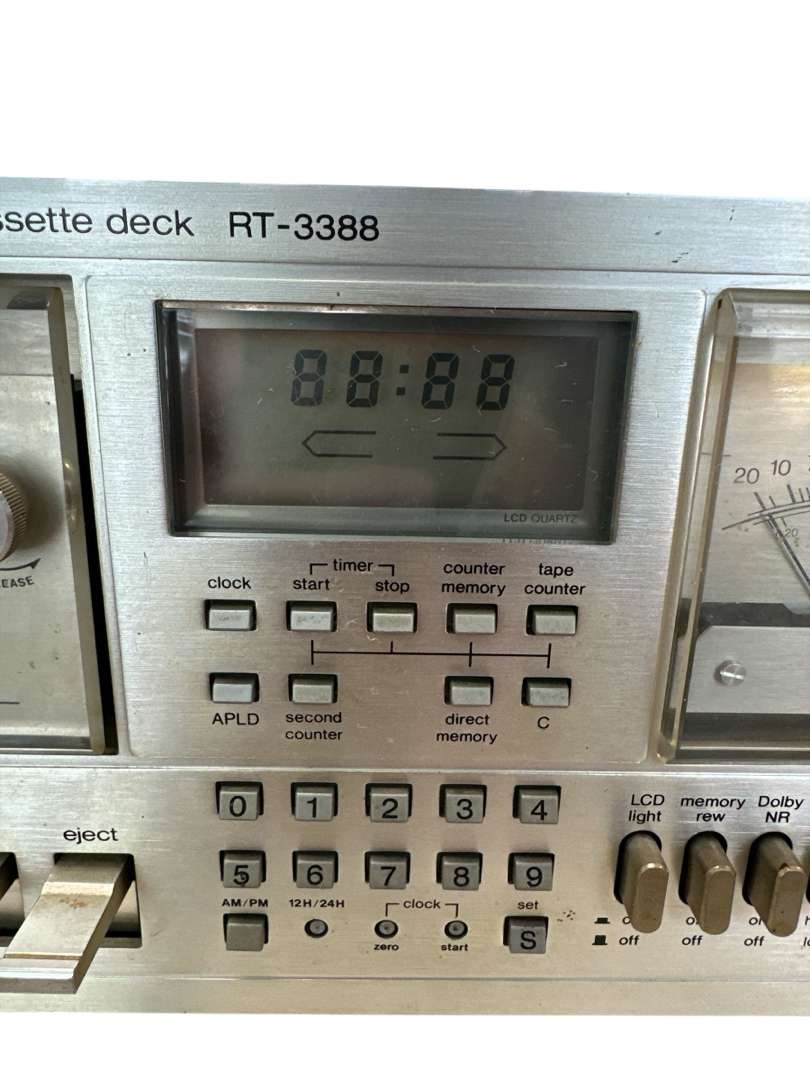 ssette deck RT-3388
88:88
LCD QUARTZ
20 10
20
EASE
clock
timer
start stop
counter memory
tape counter
APLD
second counter
direct memory
C
0 1 2 3 4
5 6 7 8 9
eject
LCD light
memory rew
Dolby NR
AM/PM
12H/24H
clock
zero start
set
S
off off off